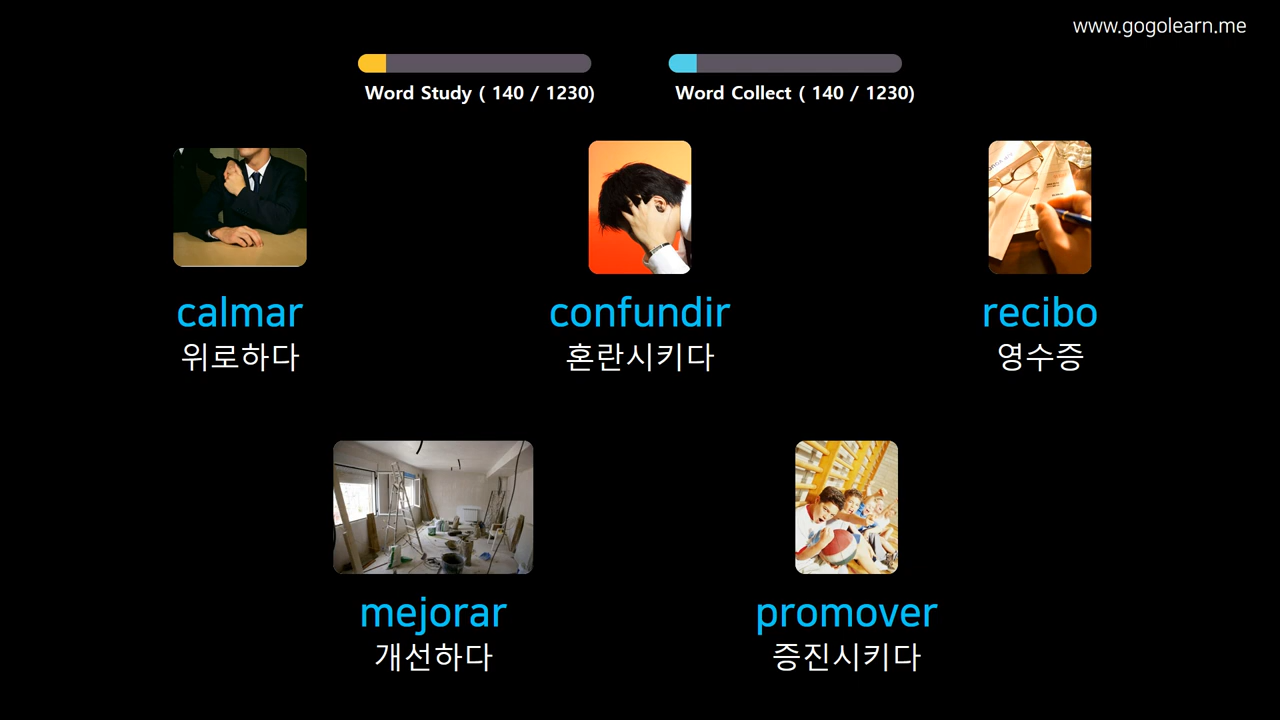 www.gogolearn.me
Word Study ( 140 / 1230)
Word Collect ( 140 / 1230)
calmar
위로하다
confundir
혼란시키다
recibo
영수증
mejorar
개선하다
promover
증진시키다